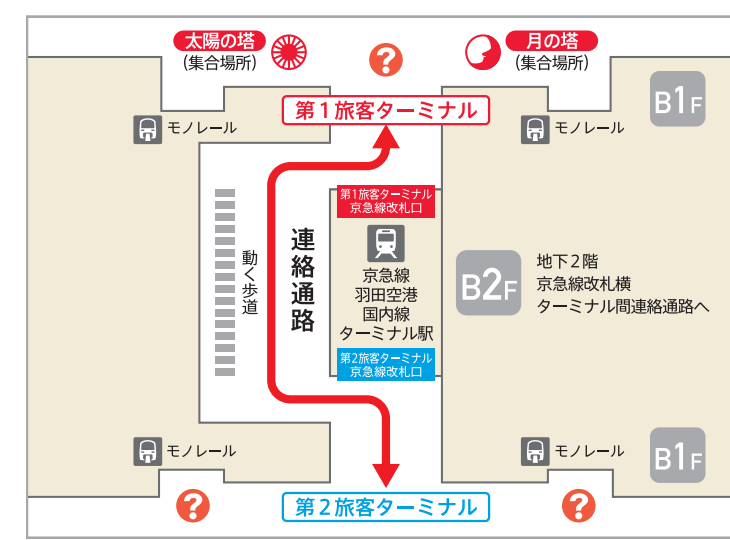 太陽の塔
(集合場所)
?
月の塔
(集合場所)
B1F
第1旅客ターミナル
モノレール
モノレール
第1旅客ターミナル
京急線改札口
動く歩道
連絡通路
京急線
羽田空港
国内線
ターミナル駅
B2F
地下2階
京急線改札横
ターミナル間連絡通路へ
第2旅客ターミナル
京急線改札口
モノレール
モノレール
B1F
?
第2旅客ターミナル
?